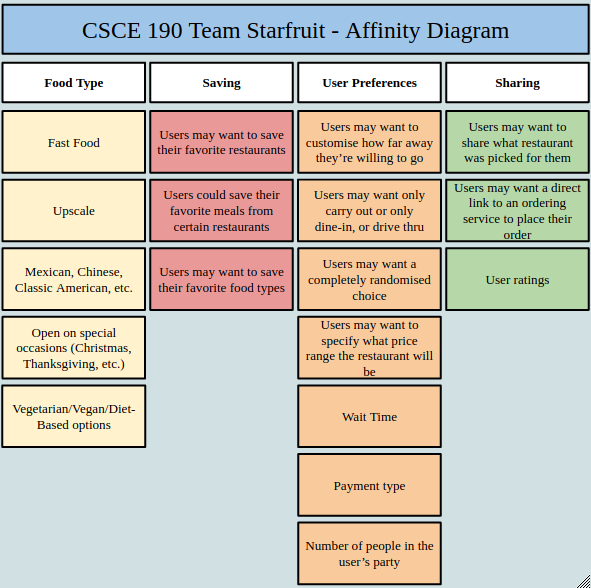 CSCE 190 Team Starfruit - Affinity Diagram
Food Type
Saving
User Preferences
Sharing
Fast Food
Users may want to save
their favorite restaurants
Users may want to
customise how far away
they're willing to go
Users may want to
share what restaurant
was picked for them
Upscale
Users could save their
favorite meals from
certain restaurants
Users may want only
carry out or only
dine-in, or drive thru
Users may want a direct
link to an ordering
service to place their
order
Mexican, Chinese,
Classic American, etc.
Users may want to save
their favorite food types
Users may want a
completely randomised
choice
User ratings
Open on special
occasions (Christmas,
Thanksgiving, etc.)
Users may want to
specify what price
range the restaurant will
be
Vegetarian/Vegan/Diet-
Based options
Wait Time
Payment type
Number of people in the
user's party